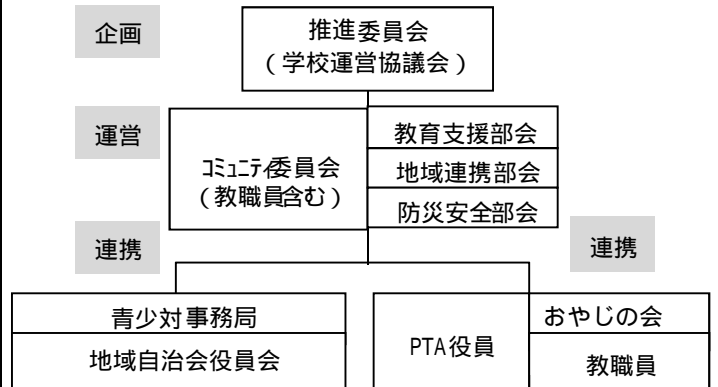 企画
推進委員会
(学校運営協議会)
運営
ｺﾐｭﾆﾃｨ委員会
(教職員含む)
教育支援部会
地域連携部会
防災安全部会
連携
連携
青少対事務局
地域自治会役員会
PTA役員
おやじの会
教職員